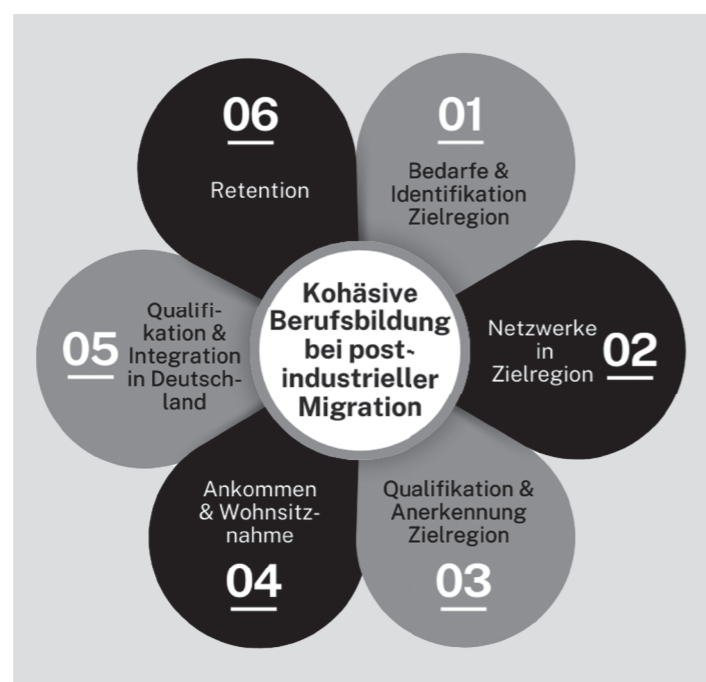 Kohäsive
Berufsbildung
bei post-
industrieller
Migration
01
Bedarfe &
Identifikation
Zielregion
02
Netzwerke
in
Zielregion
03
Qualifikation &
Anerkennung
Zielregion
04
Ankommen
& Wohnsitz-
nahme
05
Qualifi-
kation &
Integration
in Deutsch-
land
06
Retention